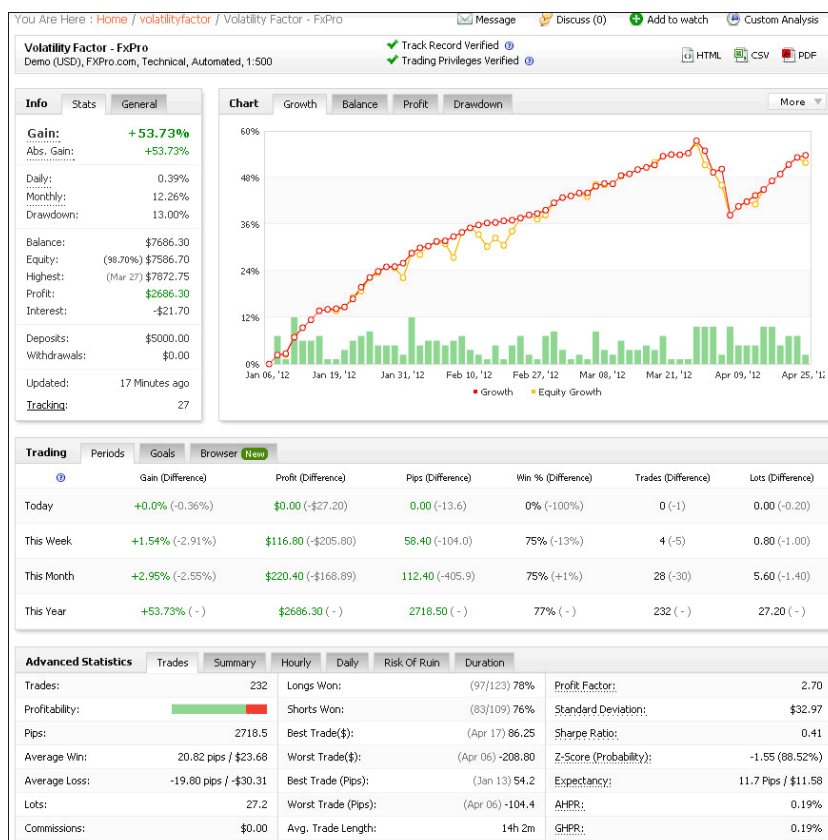 You Are Here : Home / volatilityfactor / Volatility Factor - FxPro
Message Discuss (0) Add to watch Custom Analysis
Volatility Factor - FxPro
Demo (USD), FXPro.com, Technical, Automated, 1:500
Track Record Verified
Trading Privileges Verified
HTML CSV PDF
Info Stats General
Gain: +53.73%
Abs. Gain: +53.73%
Daily: 0.39%
Monthly: 12.26%
Drawdown: 13.00%
Balance: $7686.30
Equity: (98.70%) $7586.70
Highest: (Mar 27) $7872.75
Profit: $2686.30
Interest: -$21.70
Deposits: $5000.00
Withdrawals: $0.00
Updated: 17 Minutes ago
Tracking: 27
Chart Growth Balance Profit Drawdown More
60%
48%
36%
24%
12%
0%
Jan 06, '12 Jan 19, '12 Jan 31, '12 Feb 10, '12 Feb 27, '12 Mar 08, '12 Mar 21, '12 Apr 09, '12 Apr 25, '12
Growth Equity Growth
Trading Periods Goals Browser New
Gain (Difference) Profit (Difference) Pips (Difference) Win % (Difference) Trades (Difference) Lots (Difference)
Today +0.0% (-0.36%) $0.00 (-$27.20) 0.00 (-13.6) 0% (-100%) 0 (-1) 0.00 (-0.20)
This Week +1.54% (-2.91%) $116.80 (-$205.80) 58.40 (-104.0) 75% (-13%) 4 (-5) 0.80 (-1.00)
This Month +2.95% (-2.55%) $220.40 (-$168.89) 112.40 (-405.9) 75% (+1%) 28 (-30) 5.60 (-1.40)
This Year +53.73% ( - ) $2686.30 ( - ) 2718.50 ( - ) 77% ( - ) 232 ( - ) 27.20 ( - )
Advanced Statistics Trades Summary Hourly Daily Risk Of Ruin Duration
Trades: 232 Longs Won: (97/123) 78% Profit Factor: 2.70
Profitability: Shorts Won: (83/109) 76% Standard Deviation: $32.97
Pips: 2718.5 Best Trade($): (Apr 17) 86.25 Sharpe Ratio: 0.41
Average Win: 20.82 pips / $23.68 Worst Trade($): (Apr 06) -208.80 Z-Score (Probability): -1.55 (88.52%)
Average Loss: -19.80 pips / -$30.31 Best Trade (Pips): (Jan 13) 54.2 Expectancy: 11.7 Pips / $11.58
Lots: 27.2 Worst Trade (Pips): (Apr 06) -104.4 AHPR: 0.19%
Commissions: $0.00 Avg. Trade Length: 14h 2m GHPR: 0.19%